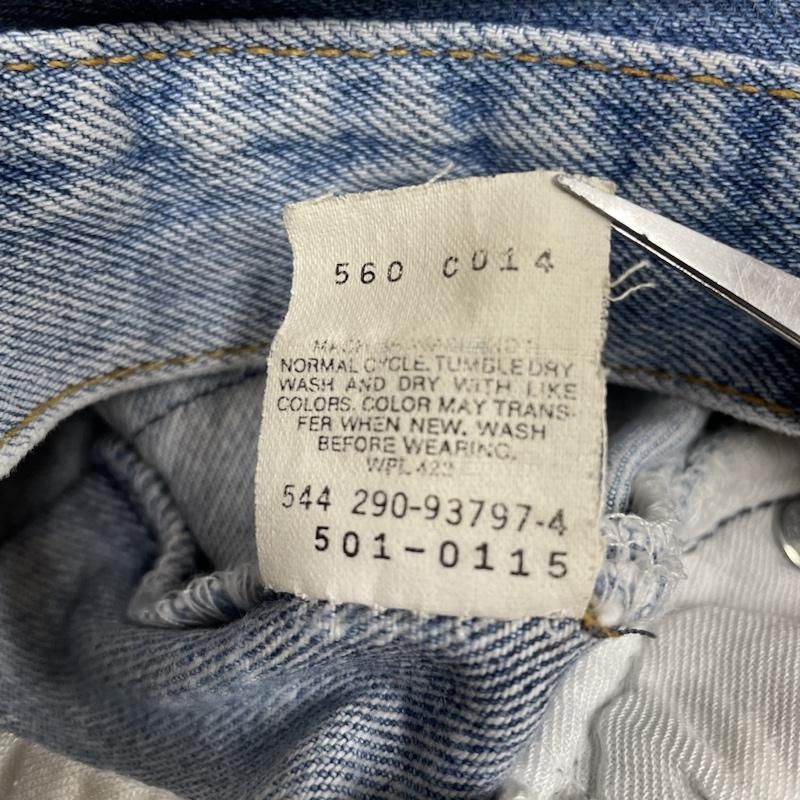 560 C014
NORMAL CYCLE. TUMBLE DRY
WASH AND DRY WITH LIKE
COLORS. COLOR MAY TRANS-
FER WHEN NEW. WASH
BEFORE WEARING.
WPL 423
544 290-93797-4
501-0115